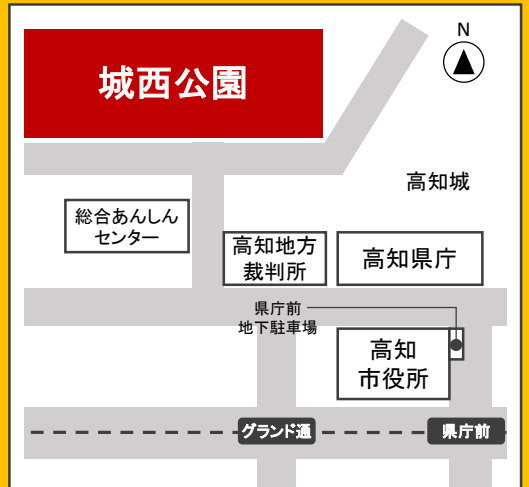 N
城西公園
高知城
総合あんしん
センター
高知地方
裁判所
高知県庁
県庁前
地下駐車場
高知
市役所
グランド通
県庁前